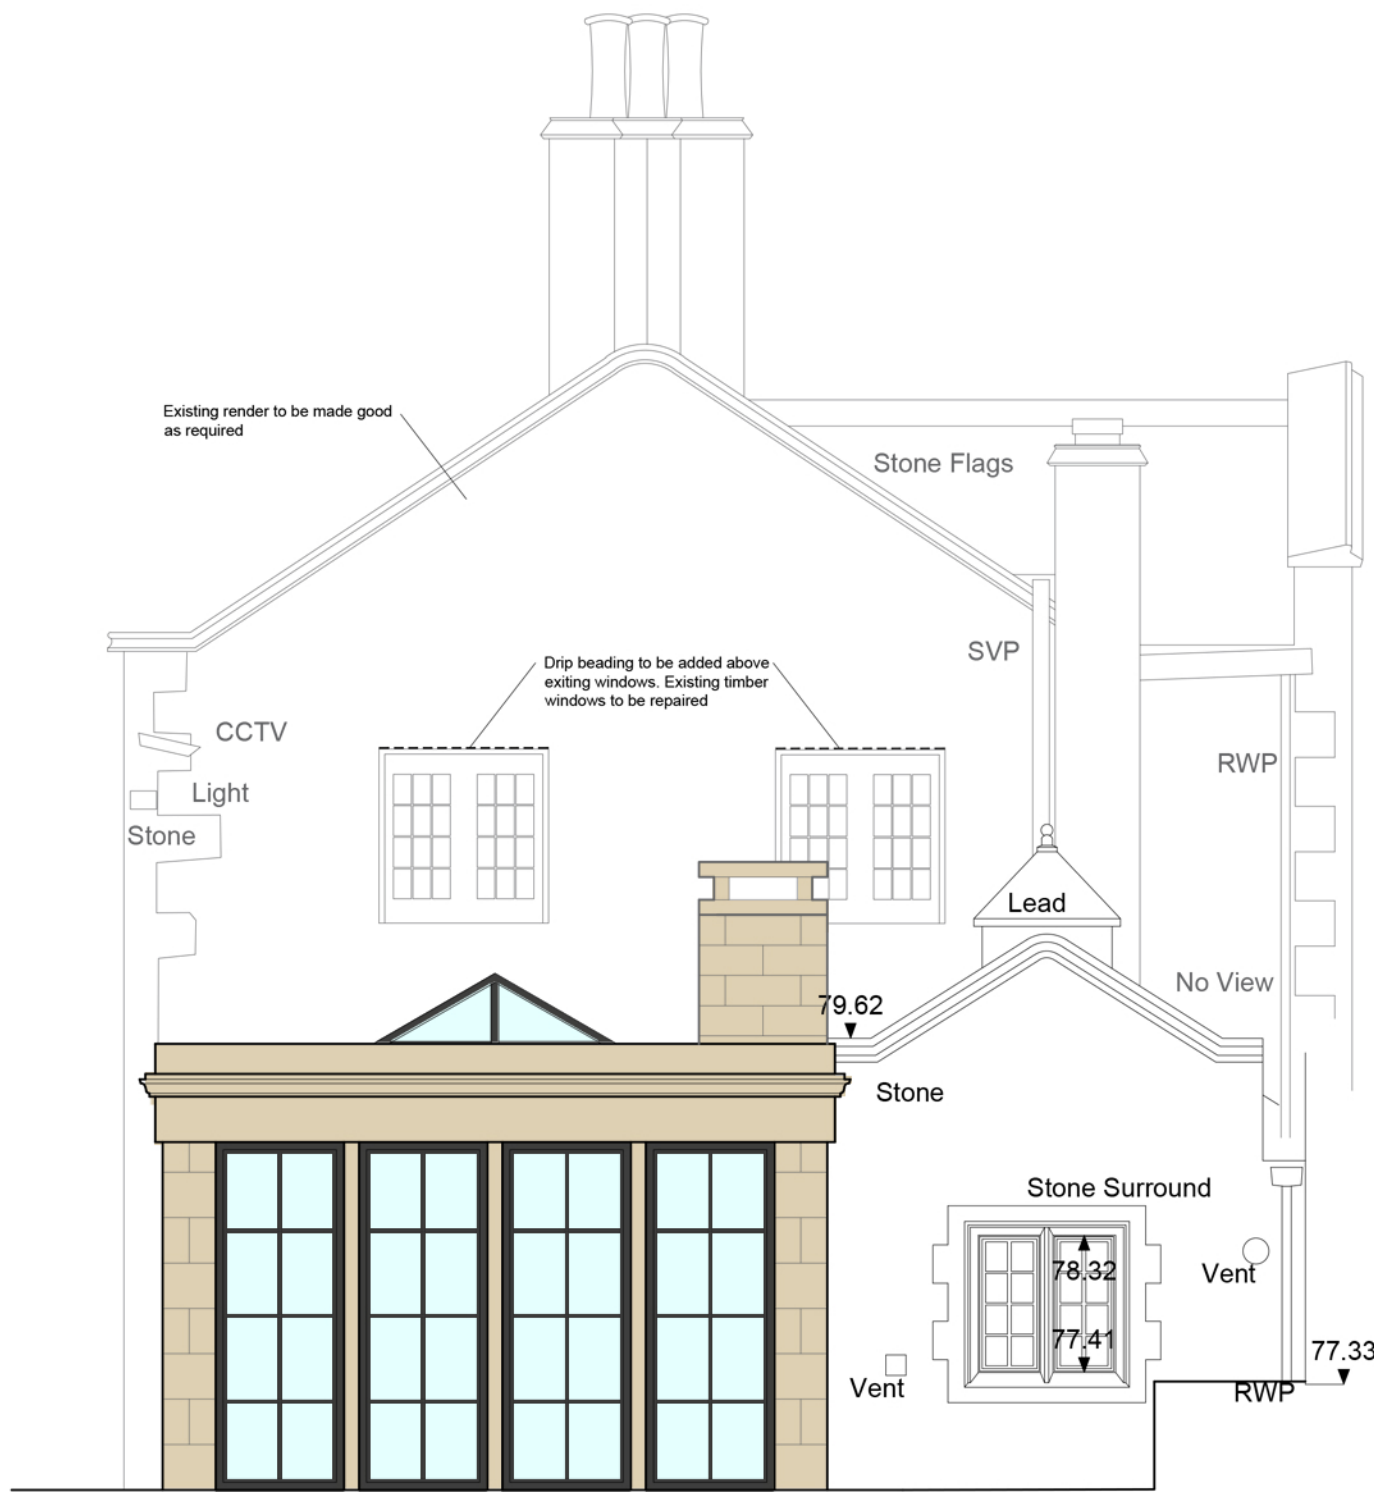 Existing render to be made good
as required
Stone Flags
Drip beading to be added above
exiting windows. Existing timber
windows to be repaired
SVP
CCTV
RWP
Light
Stone
Lead
No View
79.62
Stone
Stone Surround
78.32
Vent
77.41
77.33
Vent
RWP